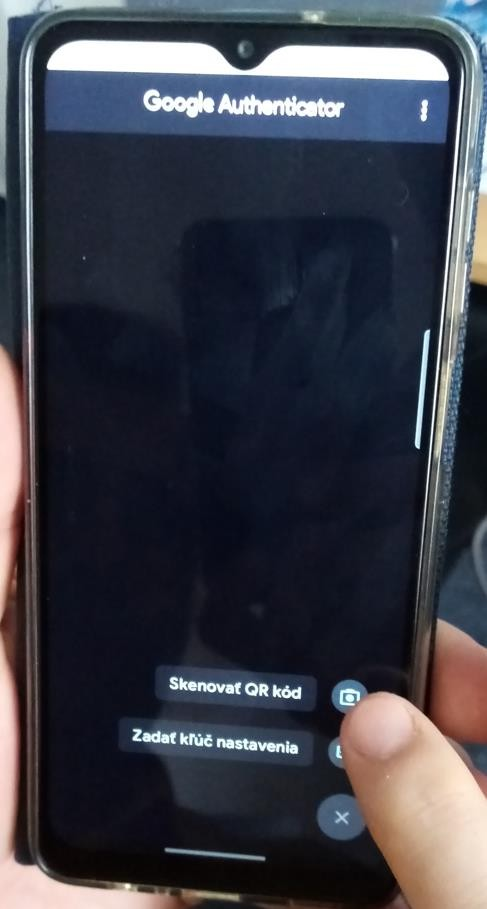 Google Authenticator
Skenovať QR kód
Zadať kľúč nastavenia